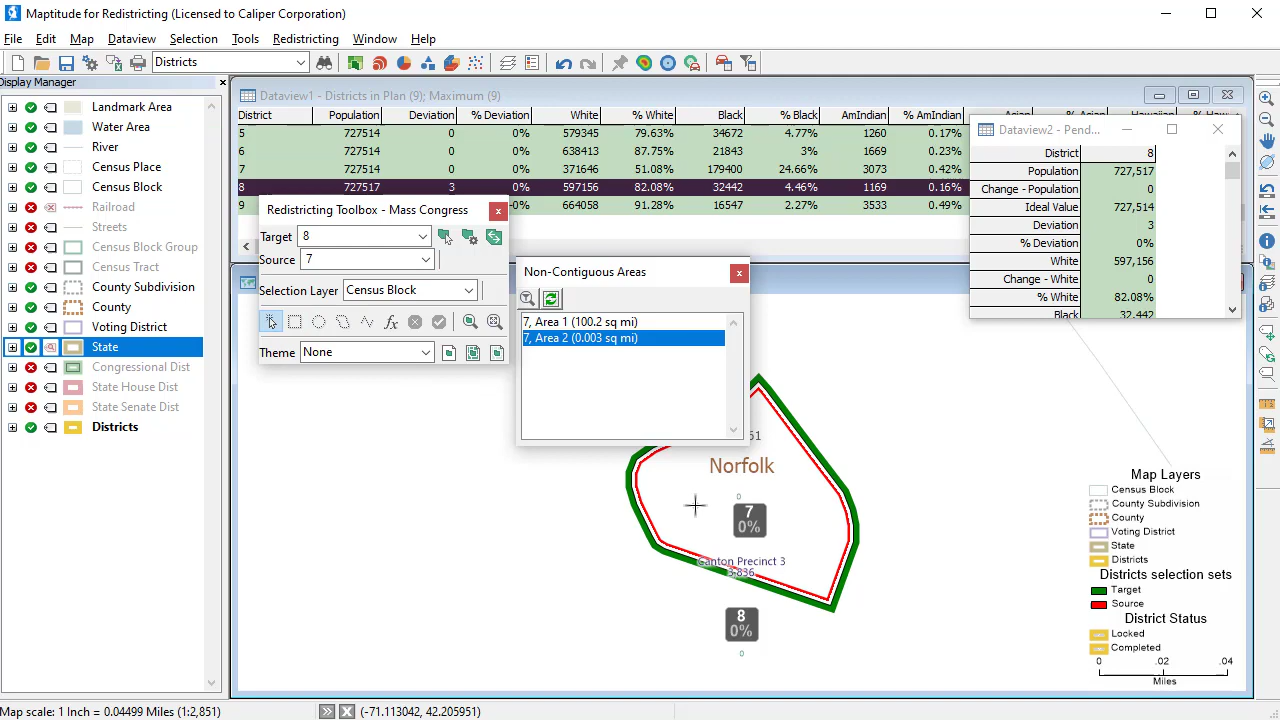 Maptitude for Redistricting (Licensed to Caliper Corporation)
File Edit Map Dataview Selection Tools Redistricting Window Help
Districts
Display Manager
Landmark Area
Water Area
River
Census Place
Census Block
Railroad
Streets
Census Block Group
Census Tract
County Subdivision
County
Voting District
State
Congressional Dist
State House Dist
State Senate Dist
Districts
Dataview1 - Districts in Plan (9); Maximum (9)
District Population Deviation % Deviation White % White Black % Black AmIndian % AmIndian
5 727514 0 0% 579345 79.63% 34672 4.77% 1260 0.17%
6 727514 0 0% 638413 87.75% 21843 3% 1669 0.23%
7 727514 0 0% 371646 51.08% 179400 24.66% 3073 0.42%
8 727517 3 0% 597156 82.08% 32442 4.46% 1169 0.16%
9 664058 91.28% 16547 2.27% 3533 0.49%
Dataview2 - Pend...
District 8
Population 727,517
Change - Population 0
Ideal Value 727,514
Deviation 3
% Deviation 0%
White 597,156
Change - White 0
% White 82.08%
Black 32,442
Redistricting Toolbox - Mass Congress
Target 8
Source 7
Selection Layer Census Block
Theme None
Non-Contiguous Areas
7, Area 1 (100.2 sq mi)
7, Area 2 (0.003 sq mi)
51
Norfolk
0
7
0%
Canton Precinct 3
3,836
8
0%
0
Map Layers
Census Block
County Subdivision
County
Voting District
State
Districts
Districts selection sets
Target
Source
District Status
Locked
Completed
0 .02 .04
Miles
Map scale: 1 Inch = 0.04499 Miles (1:2,851) (-71.113042, 42.205951)